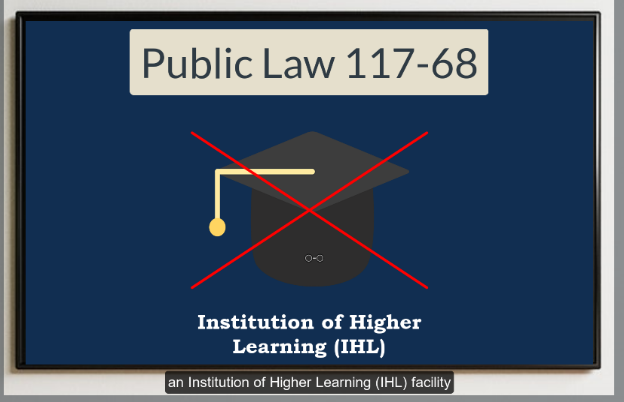 Public Law 117-68
Institution of Higher
Learning (IHL)
an Institution of Higher Learning (IHL) facility